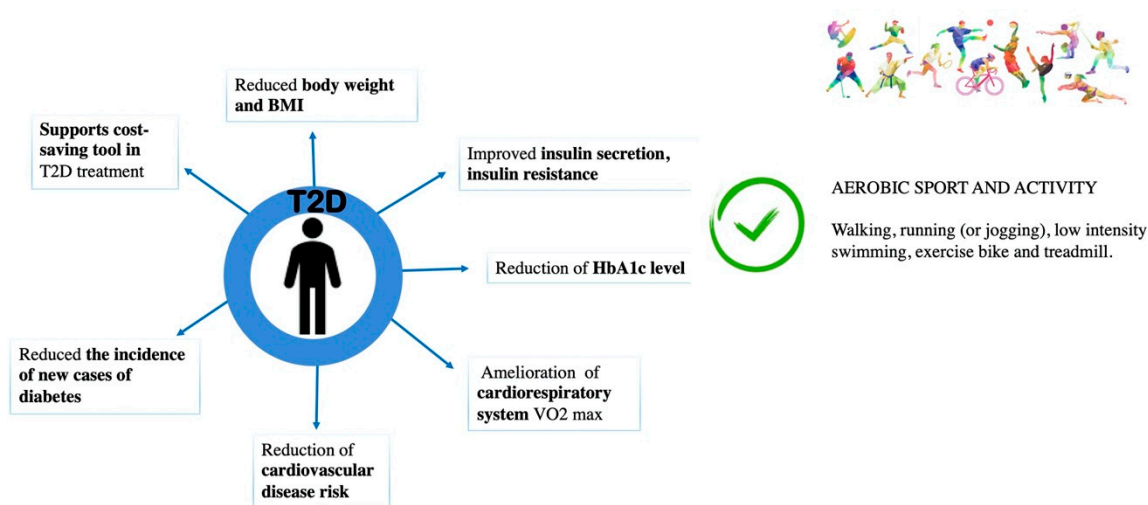 Reduced body weight
and BMI
Supports cost-
saving tool in
T2D treatment
Improved insulin secretion,
insulin resistance
T2D
Reduction of HbA1c level
Reduced the incidence
of new cases of
diabetes
Amelioration of
cardiorespiratory
system VO2 max
Reduction of
cardiovascular
disease risk
AEROBIC SPORT AND ACTIVITY
Walking, running (or jogging), low intensity
swimming, exercise bike and treadmill.